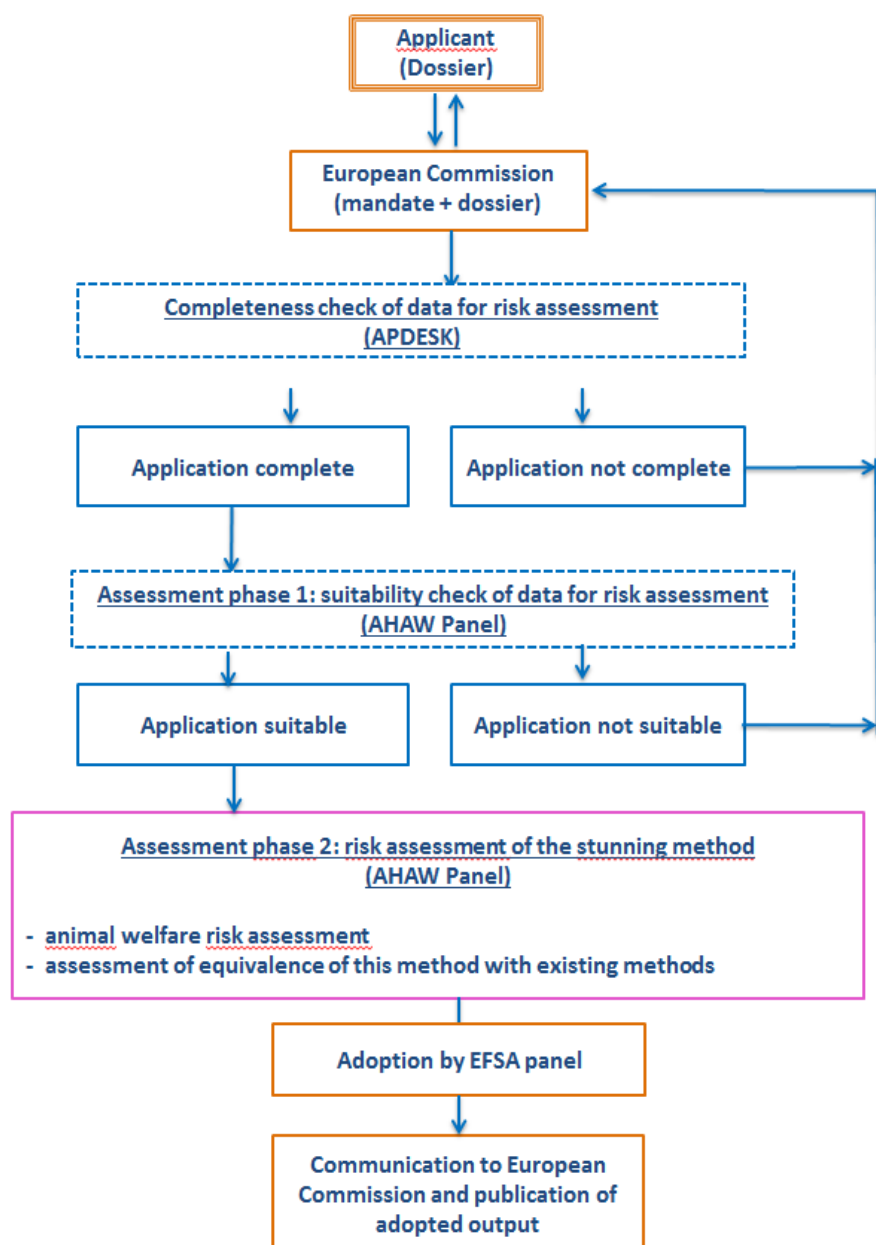 Applicant
(Dossier)
European Commission
(mandate + dossier)
Completeness check of data for risk assessment
(APDESK)
Application complete
Application not complete
Assessment phase 1: suitability check of data for risk assessment
(AHAW Panel)
Application suitable
Application not suitable
Assessment phase 2: risk assessment of the stunning method
(AHAW Panel)
- animal welfare risk assessment
- assessment of equivalence of this method with existing methods
Adoption by EFSA panel
Communication to European
Commission and publication of
adopted output